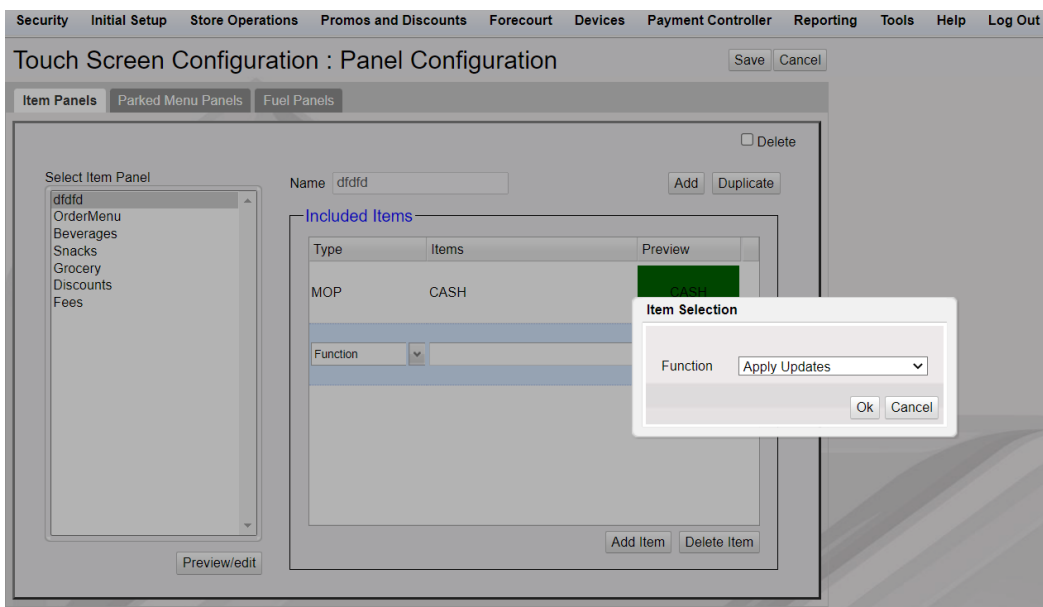 Security Initial Setup Store Operations Promos and Discounts Forecourt Devices Payment Controller Reporting Tools Help Log Out
Touch Screen Configuration : Panel Configuration
Save Cancel
Item Panels Parked Menu Panels Fuel Panels
Delete
Select Item Panel
dfdfd
OrderMenu
Beverages
Snacks
Grocery
Discounts
Fees
Preview/edit
Name dfdfd
Add Duplicate
Included Items
Type Items Preview
MOP CASH CASH
Function
Add Item Delete Item
Item Selection
Function Apply Updates
Ok Cancel